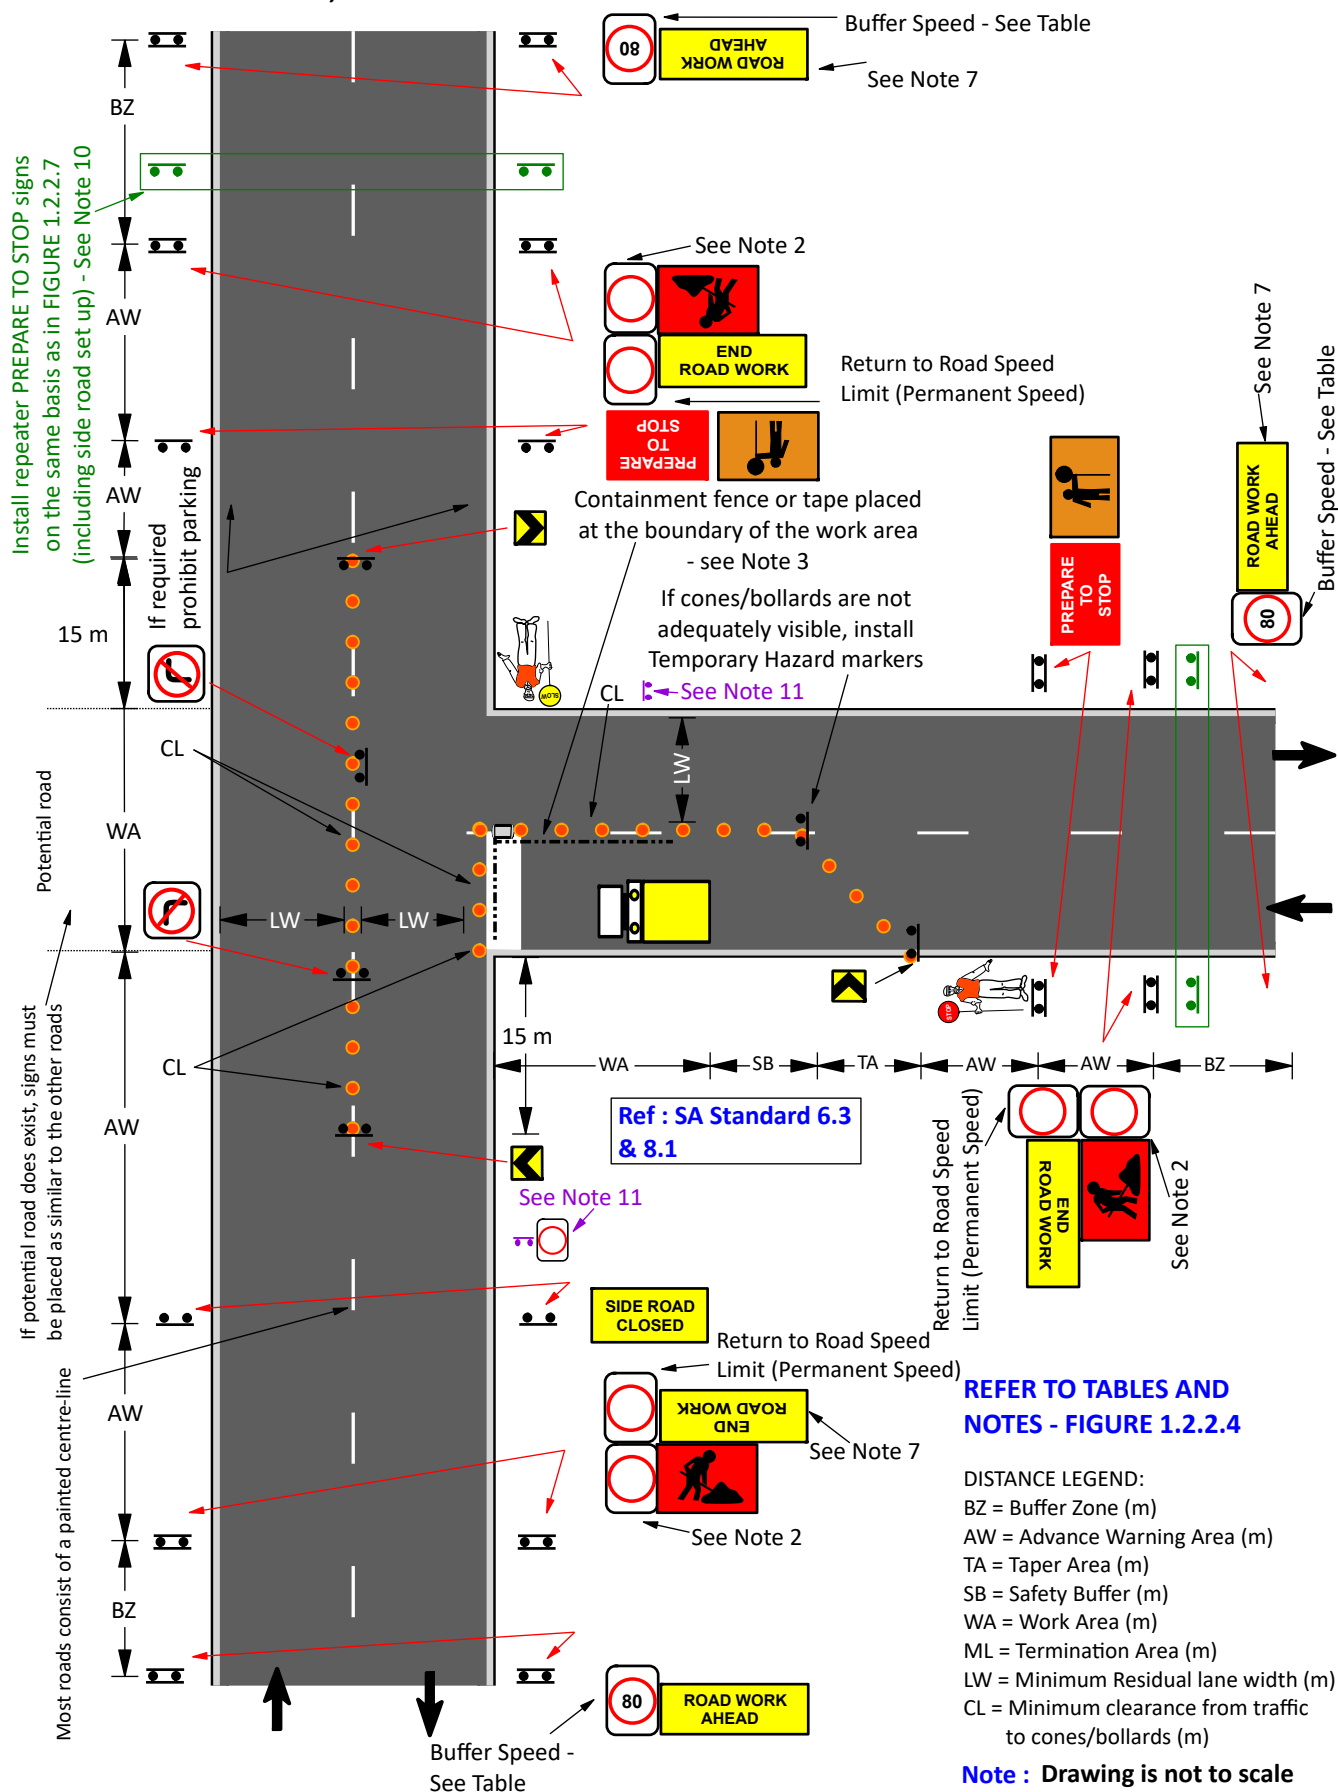 Buffer Speed - See Table
80
ROAD WORK
AHEAD
See Note 7
BZ
Install repeater PREPARE TO STOP signs
on the same basis as in FIGURE 1.2.2.7
(including side road set up) - See Note 10
See Note 2
AW
END
ROAD WORK
Return to Road Speed
Limit (Permanent Speed)
PREPARE
TO
STOP
See Note 7
Buffer Speed - See Table
AW
If required
prohibit parking
Containment fence or tape placed
at the boundary of the work area
- see Note 3
ROAD WORK
AHEAD
80
PREPARE
TO
STOP
If cones/bollards are not
adequately visible, install
Temporary Hazard markers
15 m
SLOW
CL
See Note 11
CL
LW
WA
Potential road
LW
LW
STOP
If potential road does exist, signs must
be placed as similar to the other roads
CL
15 m
WA
SB
TA
AW
AW
BZ
AW
Ref : SA Standard 6.3
& 8.1
Return to Road Speed
Limit (Permanent Speed)
END
ROAD WORK
See Note 2
See Note 11
SIDE ROAD
CLOSED
Most roads consist of a painted centre-line
AW
Return to Road Speed
Limit (Permanent Speed)
END
ROAD WORK
See Note 7
See Note 2
BZ
80
ROAD WORK
AHEAD
Buffer Speed -
See Table
REFER TO TABLES AND
NOTES - FIGURE 1.2.2.4
DISTANCE LEGEND:
BZ = Buffer Zone (m)
AW = Advance Warning Area (m)
TA = Taper Area (m)
SB = Safety Buffer (m)
WA = Work Area (m)
ML = Termination Area (m)
LW = Minimum Residual lane width (m)
CL = Minimum clearance from traffic
to cones/bollards (m)
Note : Drawing is not to scale